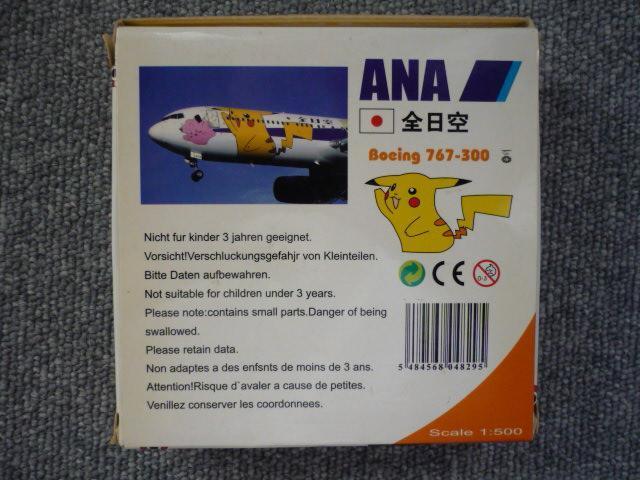 ANA
全日空
Boeing 767-300
Nicht fur kinder 3 jahren geeignet.
Vorsicht!Verschluckungsgefahjr von Kleinteilen.
Bitte Daten aufbewahren.
Not suitable for children under 3 years.
Please note:contains small parts.Danger of being
swallowed.
Please retain data.
Non adaptes a des enfsnts de moins de 3 ans.
Attention!Risque d`avaler a cause de petites.
Venillez conserver les coordonnees.
CE
0-3
5 484568 048295
Scale 1:500